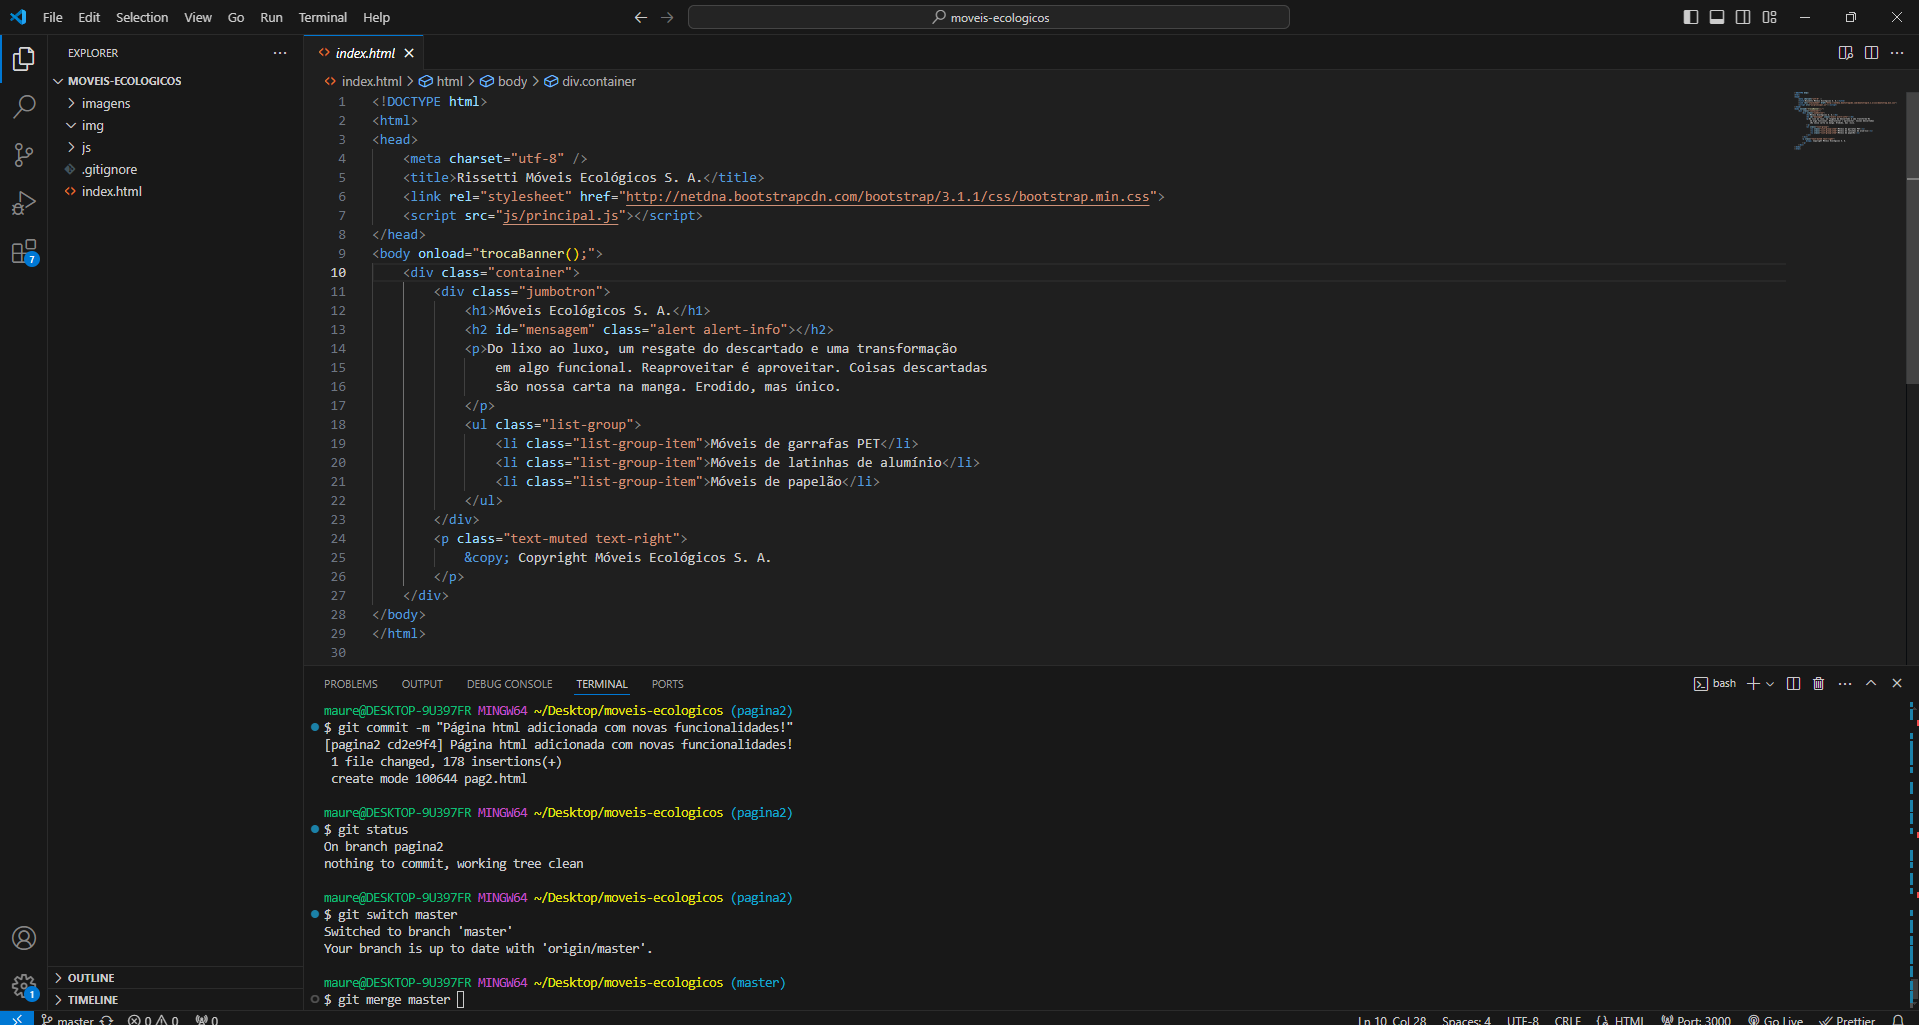 File Edit Selection View Go Run Terminal Help
moveis-ecologicos
EXPLORER
MOVEIS-ECOLOGICOS
imagens
img
js
.gitignore
index.html
7
1
OUTLINE
TIMELINE
index.html
index.html > html > body > div.container
1 <!DOCTYPE html>
2 <html>
3 <head>
4 <meta charset="utf-8" />
5 <title>Rissetti Móveis Ecológicos S. A.</title>
6 <link rel="stylesheet" href="http://netdna.bootstrapcdn.com/bootstrap/3.1.1/css/bootstrap.min.css">
7 <script src="js/principal.js"></script>
8 </head>
9 <body onload="trocaBanner();">
10 <div class="container">
11 <div class="jumbotron">
12 <h1>Móveis Ecológicos S. A.</h1>
13 <h2 id="mensagem" class="alert alert-info"></h2>
14 <p>Do lixo ao luxo, um resgate do descartado e uma transformação
15 em algo funcional. Reaproveitar é aproveitar. Coisas descartadas
16 são nossa carta na manga. Erodido, mas único.
17 </p>
18 <ul class="list-group">
19 <li class="list-group-item">Móveis de garrafas PET</li>
20 <li class="list-group-item">Móveis de latinhas de alumínio</li>
21 <li class="list-group-item">Móveis de papelão</li>
22 </ul>
23 </div>
24 <p class="text-muted text-right">
25 &copy; Copyright Móveis Ecológicos S. A.
26 </p>
27 </div>
28 </body>
29 </html>
30
PROBLEMS OUTPUT DEBUG CONSOLE TERMINAL PORTS
bash
maure@DESKTOP-9U397FR MINGW64 ~/Desktop/moveis-ecologicos (pagina2)
$ git commit -m "Página html adicionada com novas funcionalidades!"
[pagina2 cd2e9f4] Página html adicionada com novas funcionalidades!
1 file changed, 178 insertions(+)
create mode 100644 pag2.html
maure@DESKTOP-9U397FR MINGW64 ~/Desktop/moveis-ecologicos (pagina2)
$ git status
On branch pagina2
nothing to commit, working tree clean
maure@DESKTOP-9U397FR MINGW64 ~/Desktop/moveis-ecologicos (pagina2)
$ git switch master
Switched to branch 'master'
Your branch is up to date with 'origin/master'.
maure@DESKTOP-9U397FR MINGW64 ~/Desktop/moveis-ecologicos (master)
$ git merge master
master 0 0 0 Ln 10, Col 28 Spaces: 4 UTF-8 CRLF {} HTML Port: 3000 Go Live Prettier